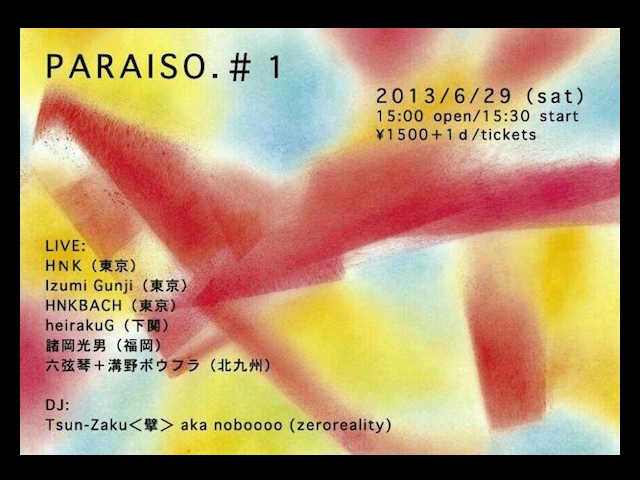 PARAISO.＃1
2013/6/29 (sat)
15:00 open/15:30 start
¥1500＋1ｄ/tickets
LIVE:
HＮＫ（東京）
Izumi Gunji（東京）
HNKBACH（東京）
heirakuG（下関）
諸岡光男（福岡）
六弦琴＋溝野ボウフラ（北九州）
DJ:
Tsun-Zaku＜擘＞ aka noboooo (zeroreality)